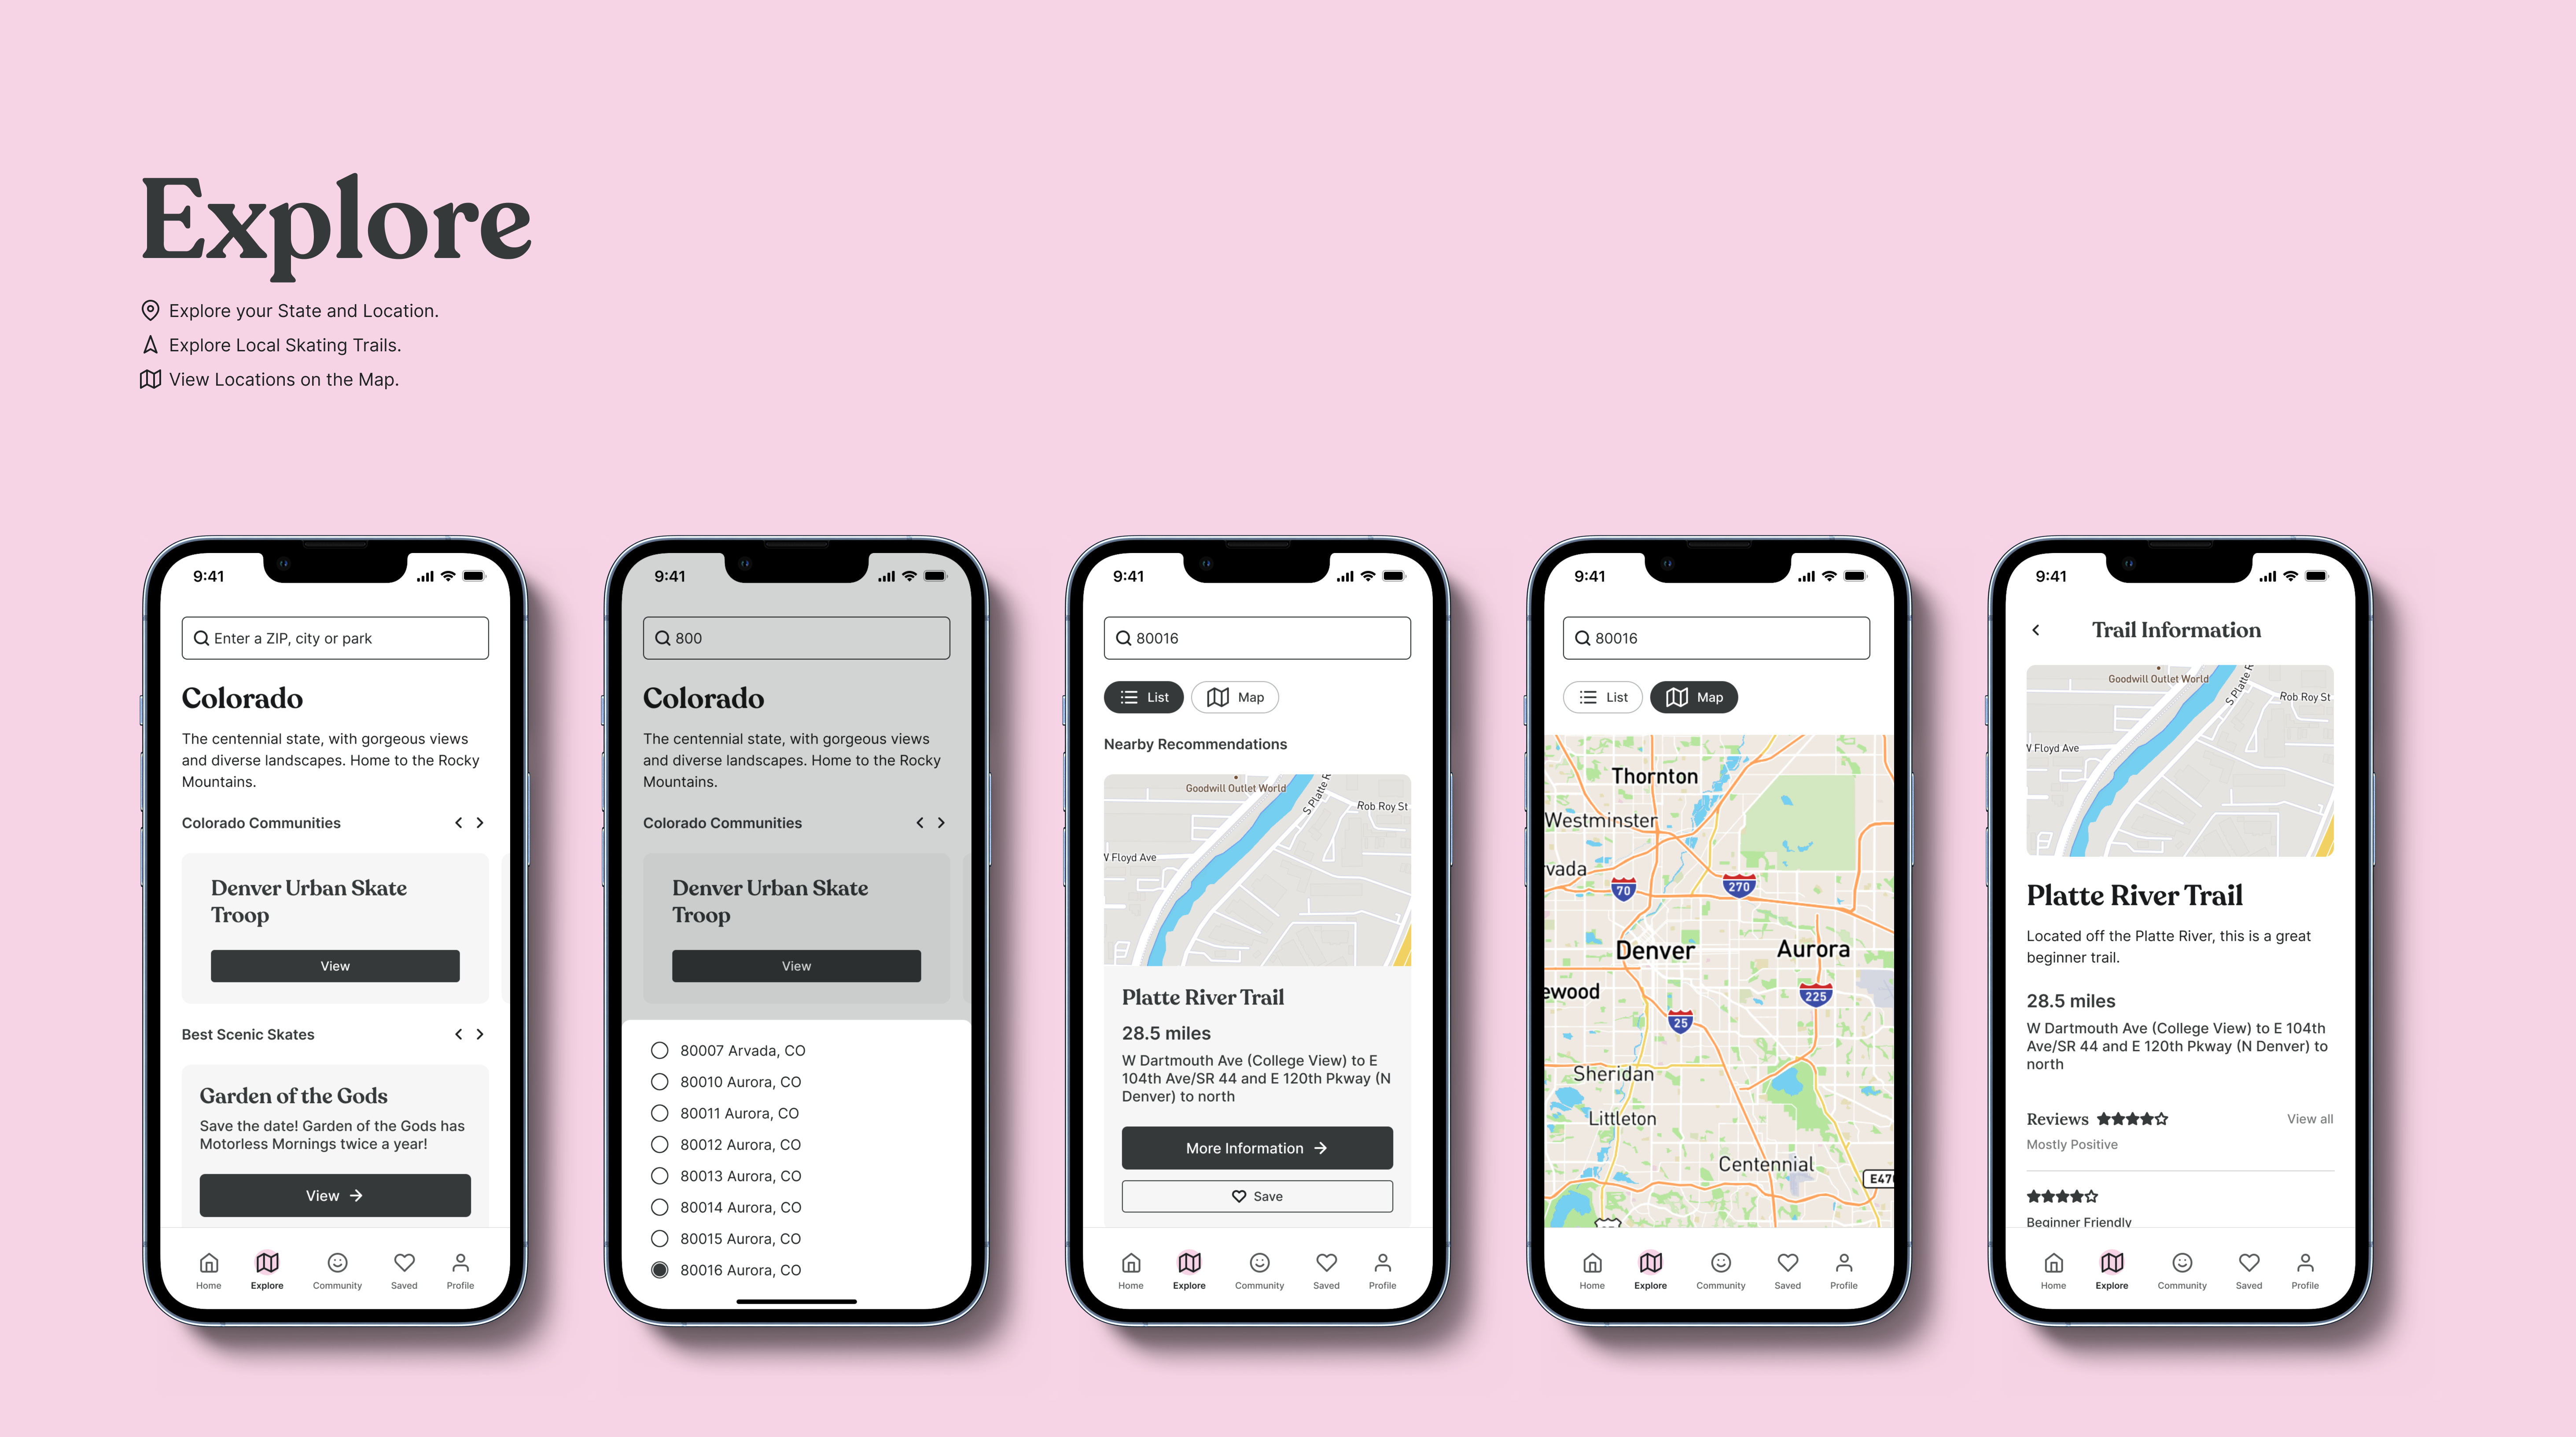 Explore
Explore your State and Location.
Explore Local Skating Trails.
View Locations on the Map.
9:41
Enter a ZIP, city or park
Colorado
The centennial state, with gorgeous views
and diverse landscapes. Home to the Rocky
Mountains.
Colorado Communities
Denver Urban Skate
Troop
View
Best Scenic Skates
Garden of the Gods
Save the date! Garden of the Gods has
Motorless Mornings twice a year!
View
Home Explore Community Saved Profile
9:41
800
Colorado
The centennial state, with gorgeous views
and diverse landscapes. Home to the Rocky
Mountains.
Colorado Communities
Denver Urban Skate
Troop
View
80007 Arvada, CO
80010 Aurora, CO
80011 Aurora, CO
80012 Aurora, CO
80013 Aurora, CO
80014 Aurora, CO
80015 Aurora, CO
80016 Aurora, CO
9:41
80016
List Map
Nearby Recommendations
Goodwill Outlet World
S Platte R
Rob Roy St
W Floyd Ave
Platte River Trail
28.5 miles
W Dartmouth Ave (College View) to E
104th Ave/SR 44 and E 120th Pkway (N
Denver) to north
More Information
Save
Home Explore Community Saved Profile
9:41
80016
List Map
Thornton
Westminster
rvada
70
270
Denver
Aurora
ewood
225
25
Sheridan
Littleton
Centennial
E470
Home Explore Community Saved Profile
9:41
Trail Information
Goodwill Outlet World
S Platte R
Rob Roy St
W Floyd Ave
Platte River Trail
Located off the Platte River, this is a great
beginner trail.
28.5 miles
W Dartmouth Ave (College View) to E 104th
Ave/SR 44 and E 120th Pkway (N Denver) to
north
Reviews View all
Mostly Positive
Beginner Friendly
Home Explore Community Saved Profile